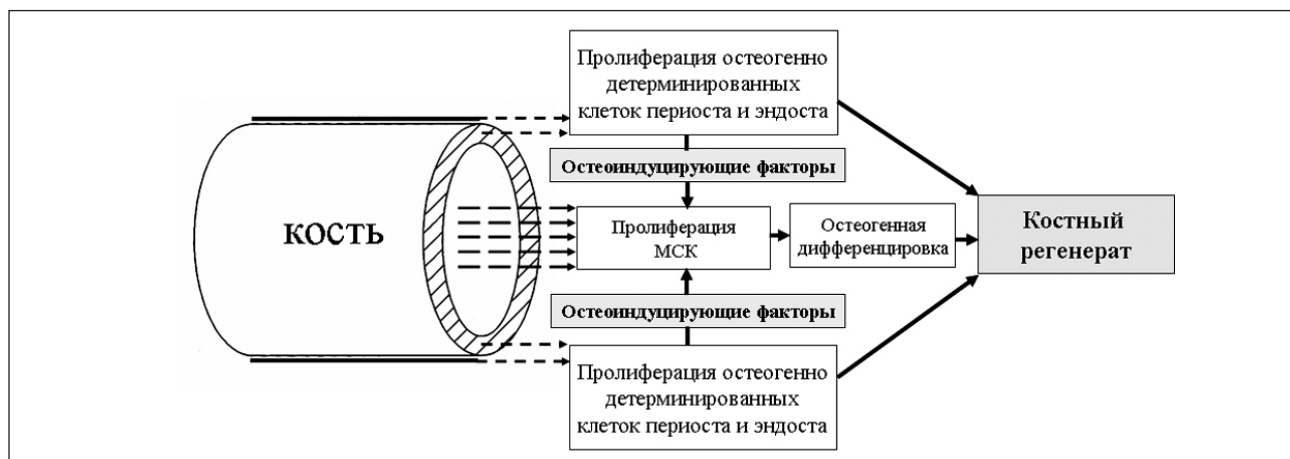 Пролиферация остеогенно
детерминированных
клеток периоста и эндоста
Остеоиндуцирующие факторы
КОСТЬ
Пролиферация
МСК
Остеогенная
дифференцировка
Костный
регенерат
Остеоиндуцирующие факторы
Пролиферация остеогенно
детерминированных
клеток периоста и эндоста